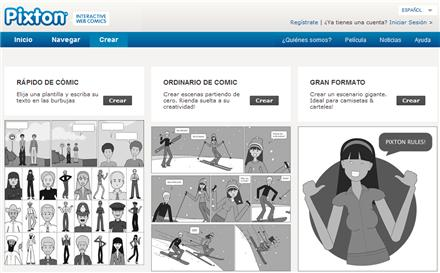 Pixton
INTERACTIVE
WEB COMICS
ESPAÑOL
Regístrate | ¿Ya tienes una cuenta? Iniciar Sesión >
Inicio Navegar Crear ¿Quiénes somos? Película Noticias Ayuda
RÁPIDO DE CÓMIC
Elija una plantilla y escriba su
texto en las burbujas
Crear
ORDINARIO DE COMIC
Crear escenas partiendo de
cero. Rienda suelta a su
creatividad!
Crear
GRAN FORMATO
Crear un escenario gigante.
Ideal para camisetas &
carteles!
Crear
PIXTON RULES!